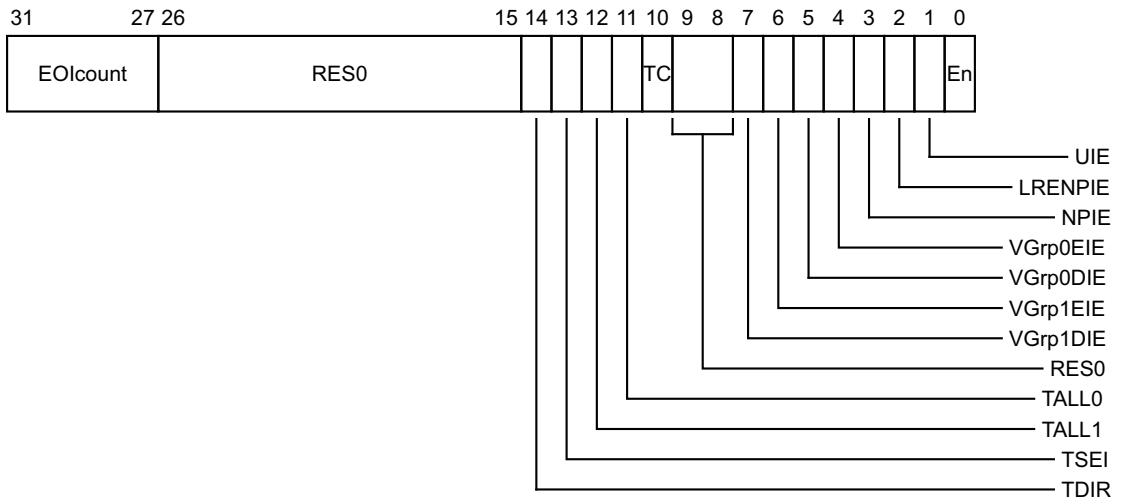 31 27 26 15 14 13 12 11 10 9 8 7 6 5 4 3 2 1 0
EOIcount RES0 TC En
UIE
LRENPIE
NPIE
VGrp0EIE
VGrp0DIE
VGrp1EIE
VGrp1DIE
RES0
TALL0
TALL1
TSEI
TDIR